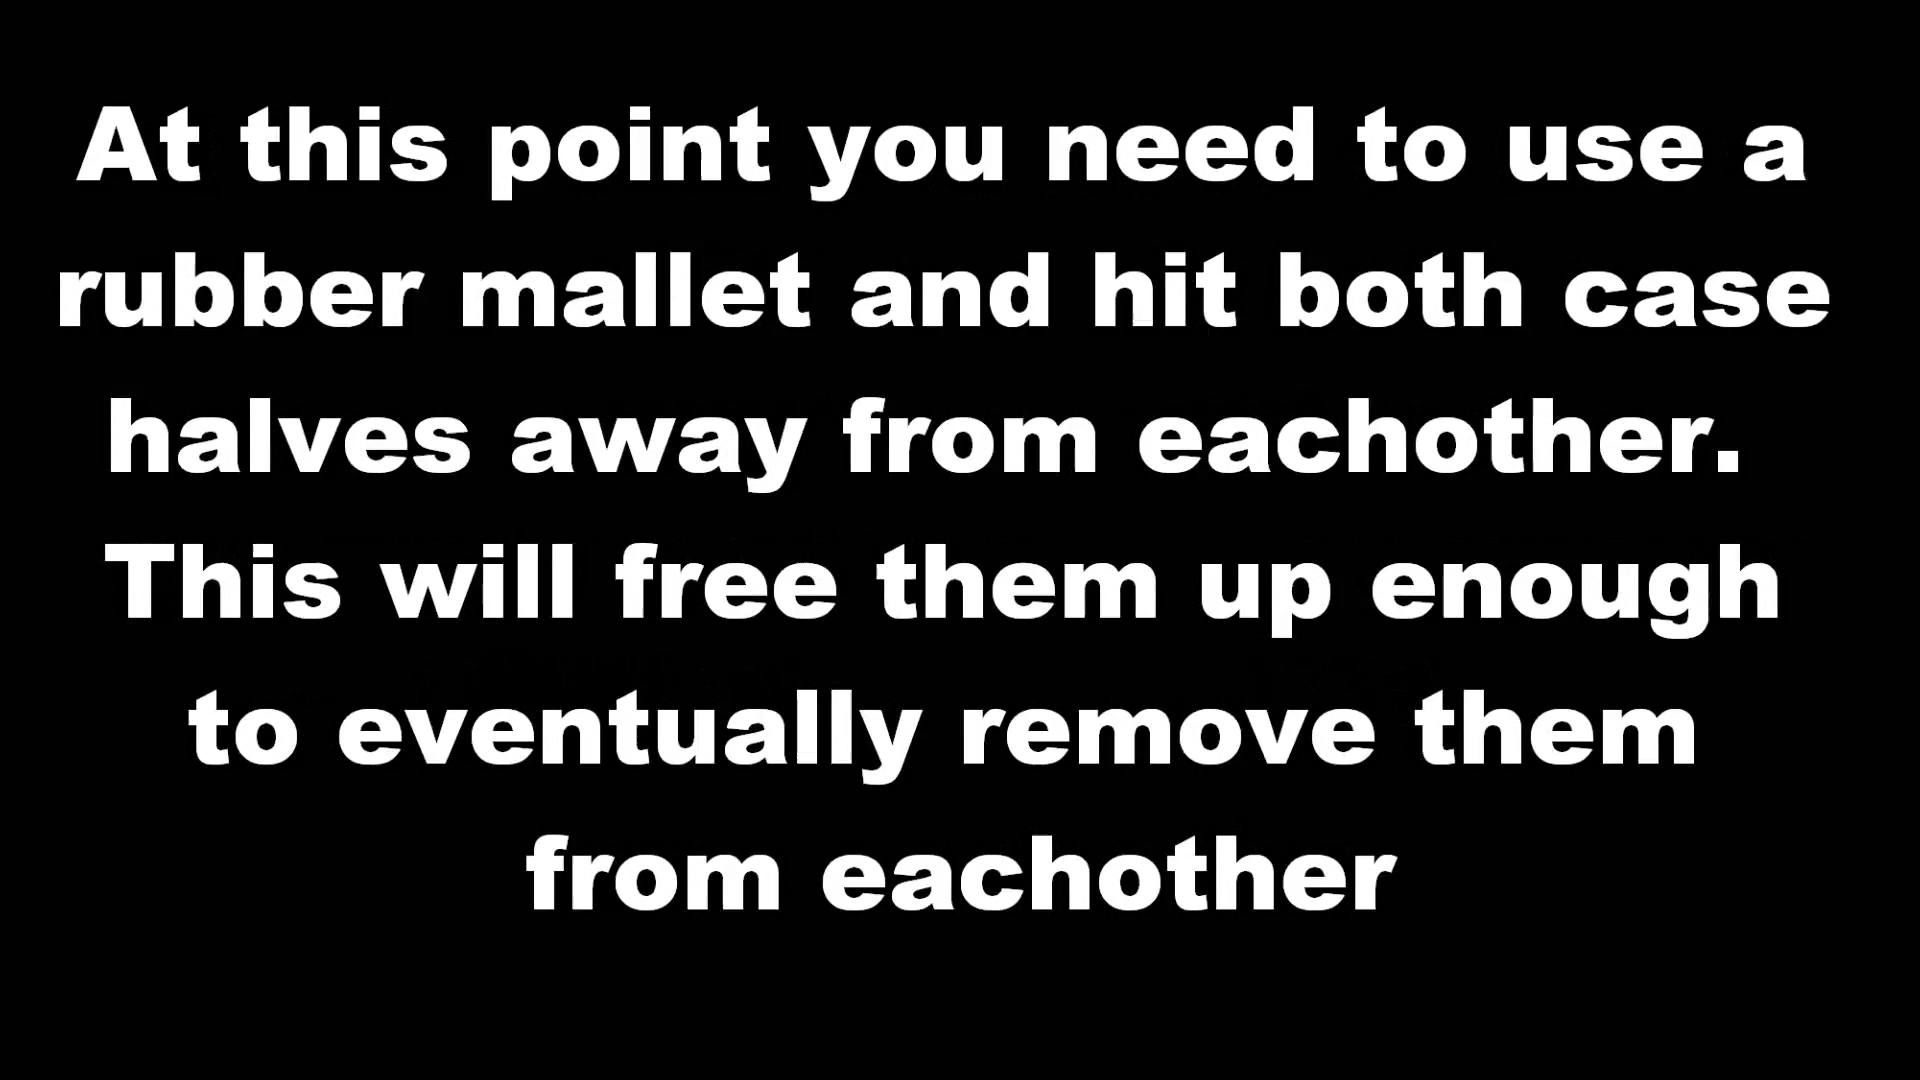 At this point you need to use a
rubber mallet and hit both case
halves away from eachother.
This will free them up enough
to eventually remove them
from eachother